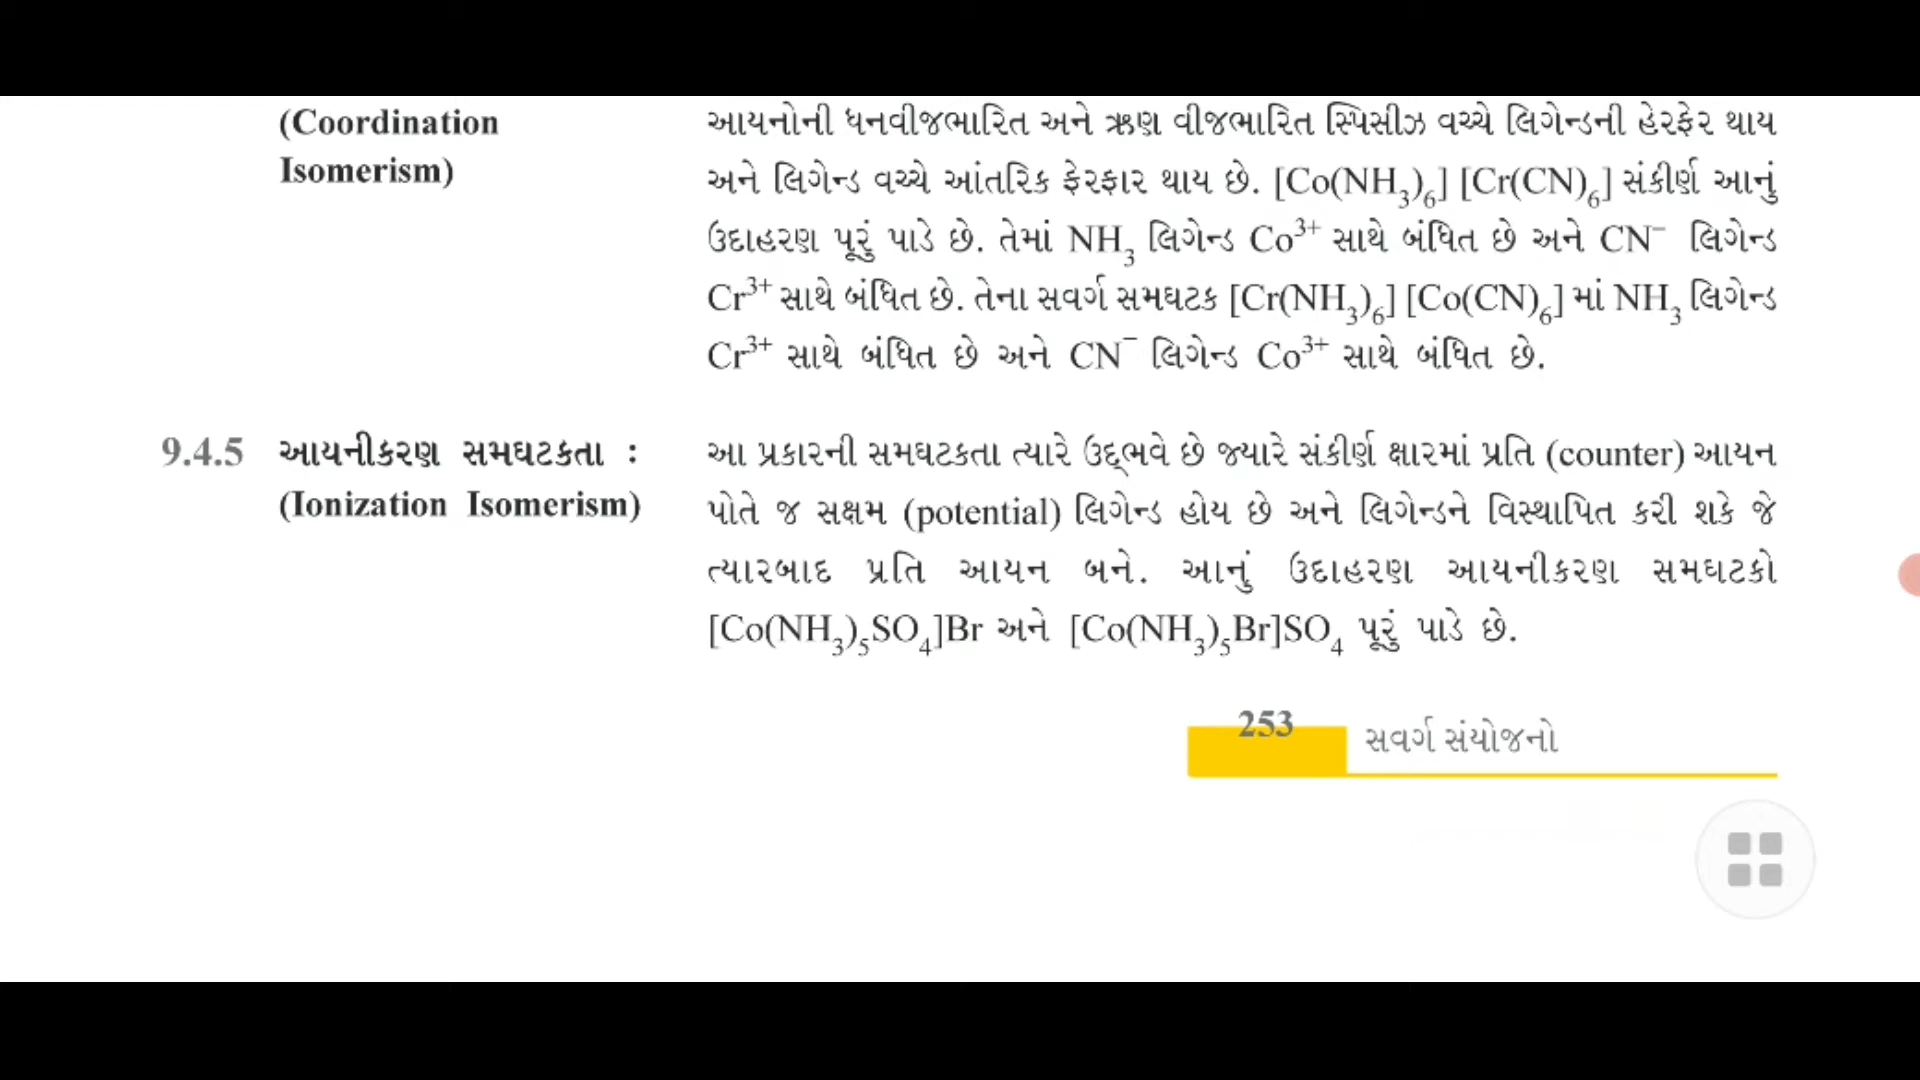 (Coordination
Isomerism)
આયનોની ધનવીજભારિત અને ઋણ વીજભારિત સ્પિસીઝ વચ્ચે લિગેન્ડની હેરફેર થાય
અને લિગેન્ડ વચ્ચે આંતરિક ફેરફાર થાય છે. [Co(NH₃)₆] [Cr(CN)₆] સંકીર્ણ આનું
ઉદાહરણ પૂરું પાડે છે. તેમાં NH₃ લિગેન્ડ Co³⁺ સાથે બંધિત છે અને CN⁻ લિગેન્ડ
Cr³⁺ સાથે બંધિત છે. તેના સવર્ગ સમઘટક [Cr(NH₃)₆] [Co(CN)₆] માં NH₃ લિગેન્ડ
Cr³⁺ સાથે બંધિત છે અને CN⁻ લિગેન્ડ Co³⁺ સાથે બંધિત છે.
9.4.5 આયનીકરણ સમઘટકતા :
(Ionization Isomerism)
આ પ્રકારની સમઘટકતા ત્યારે ઉદ્‌ભવે છે જ્યારે સંકીર્ણ ક્ષારમાં પ્રતિ (counter) આયન
પોતે જ સક્ષમ (potential) લિગેન્ડ હોય છે અને લિગેન્ડને વિસ્થાપિત કરી શકે જે
ત્યારબાદ પ્રતિ આયન બને. આનું ઉદાહરણ આયનીકરણ સમઘટકો
[Co(NH₃)₅SO₄]Br અને [Co(NH₃)₅Br]SO₄ પૂરું પાડે છે.
253 સવર્ગ સંયોજનો